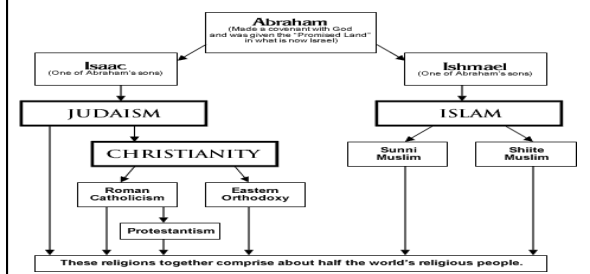 Abraham
(Made a covenant with God
and was given the "Promised Land"
in what is now Israel)
Isaac
(One of Abraham's sons)
Ishmael
(One of Abraham's sons)
JUDAISM
ISLAM
CHRISTIANITY
Sunni
Muslim
Shiite
Muslim
Roman
Catholicism
Eastern
Orthodoxy
Protestantism
These religions together comprise about half the world's religious people.